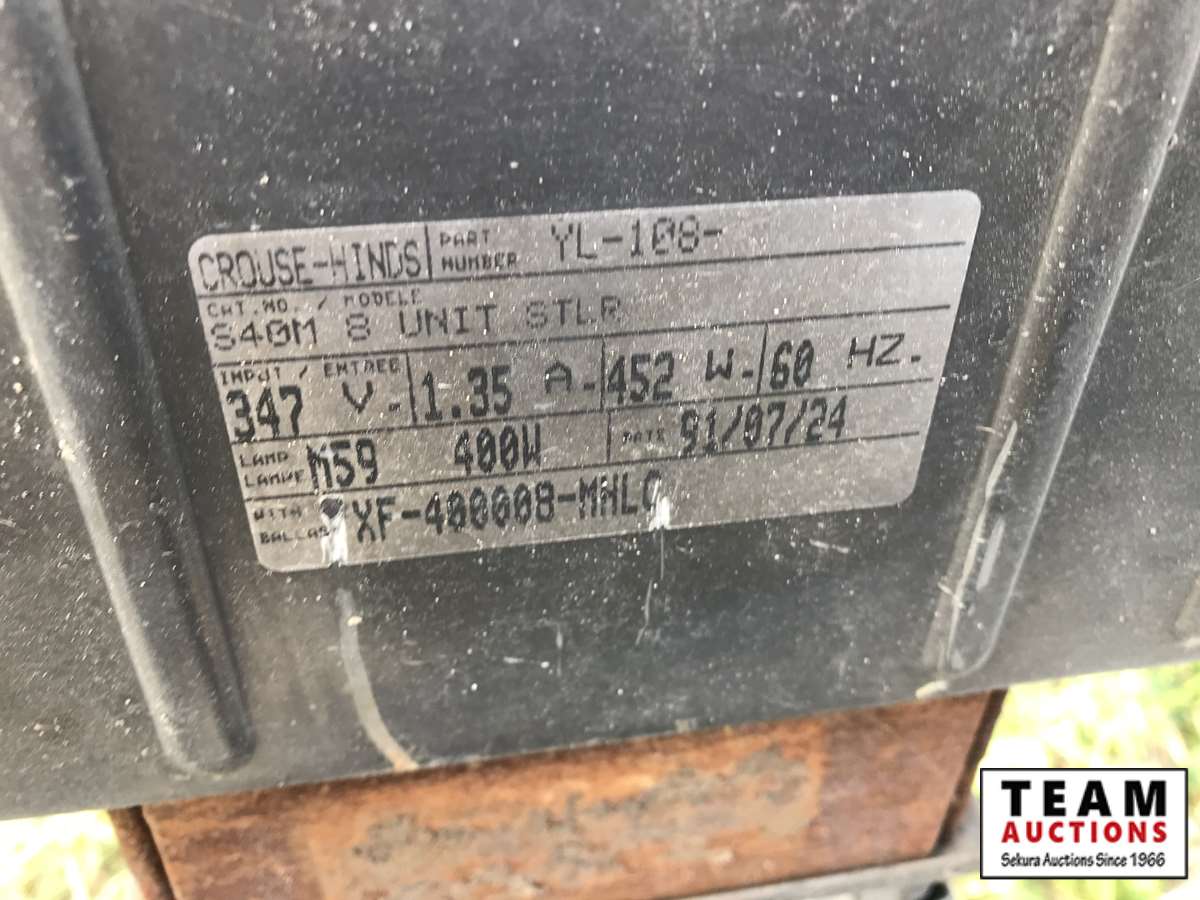 CROUSE-HINDS PART NUMBER YL-108-
CAT.NO. / MODELE
S40M 8 UNIT STLR
INPUT / ENTREE
347 V. 1.35 A. 452 W. 60 HZ.
LAMP LAMPE M59 400W DATE 91/07/24
WITH BALLAST XF-400008-MHLC
TEAM
AUCTIONS
Sekura Auctions Since 1966